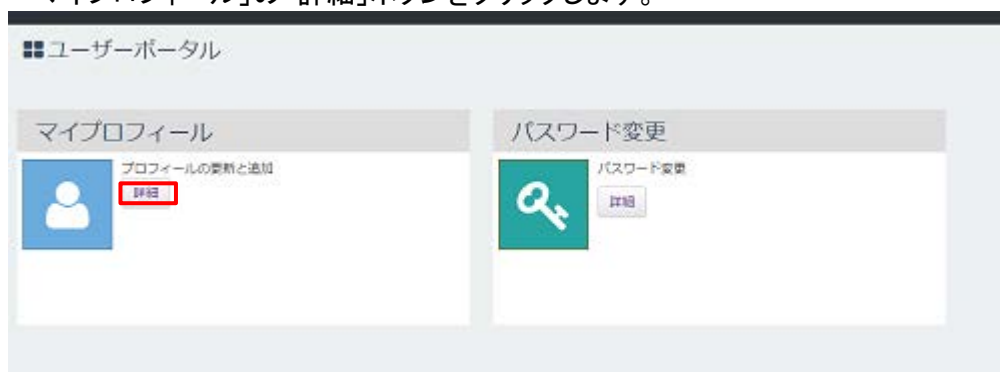 マイプロフィール」の「詳細」ボタンをクリックします。
ユーザーポータル
マイプロフィール
パスワード変更
プロフィールの更新と追加
詳細
パスワード変更
詳細